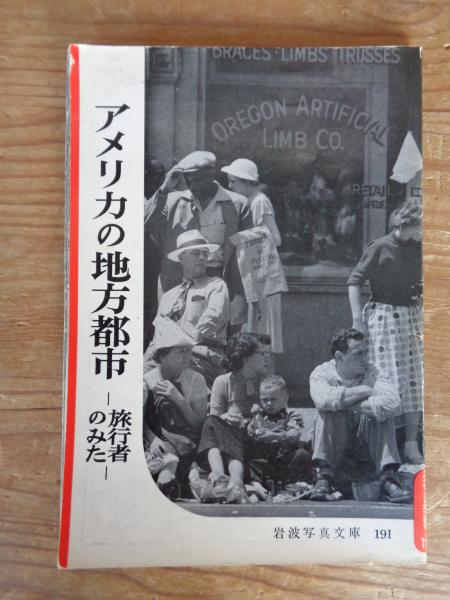 アメリカの地方都市
―旅行者
のみた―
BRACES · LIMBS · TRUSSES
OREGON ARTIFICIAL
LIMB CO.
RETAIL
岩波写真文庫 191